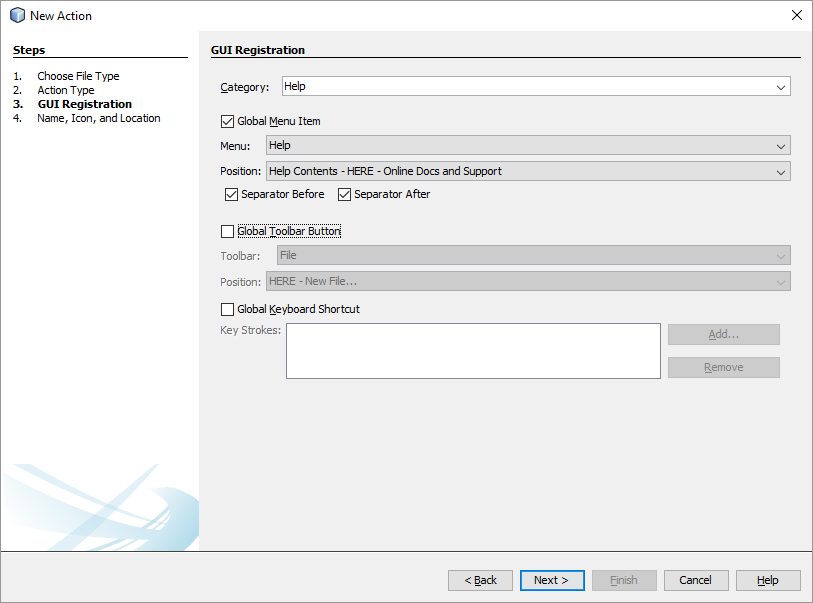 New Action
Steps
1. Choose File Type
2. Action Type
3. GUI Registration
4. Name, Icon, and Location
GUI Registration
Category: Help
Global Menu Item
Menu: Help
Position: Help Contents - HERE - Online Docs and Support
Separator Before Separator After
Global Toolbar Button
Toolbar: File
Position: HERE - New File...
Global Keyboard Shortcut
Key Strokes: Add...
Remove
< Back Next > Finish Cancel Help